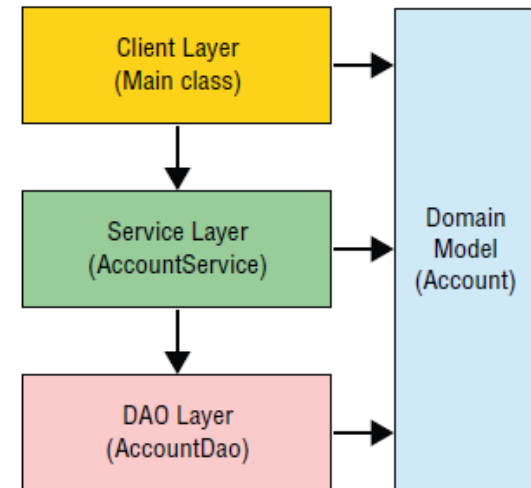 Client Layer
(Main class)
Service Layer
(AccountService)
Domain
Model
(Account)
DAO Layer
(AccountDao)